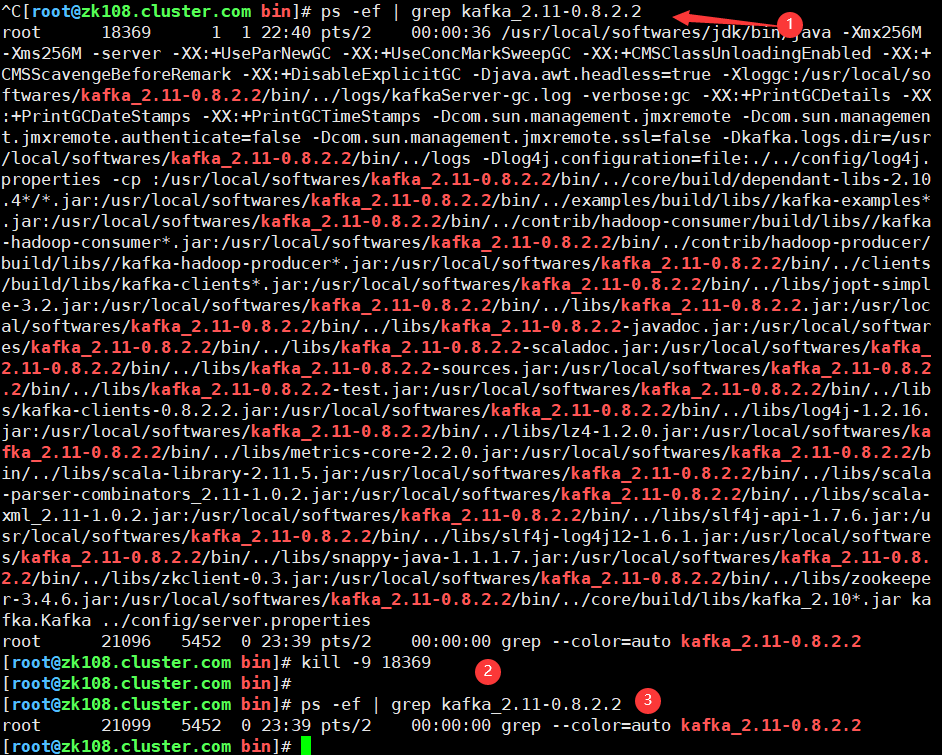 ^C[root@zk108.cluster.com bin]# ps -ef | grep kafka_2.11-0.8.2.2
1
root     18369     1  1 22:40 pts/2    00:00:36 /usr/local/softwares/jdk/bin/java -Xmx256M
-Xms256M -server -XX:+UseParNewGC -XX:+UseConcMarkSweepGC -XX:+CMSClassUnloadingEnabled -XX:+
CMSScavengeBeforeRemark -XX:+DisableExplicitGC -Djava.awt.headless=true -Xloggc:/usr/local/so
ftwares/kafka_2.11-0.8.2.2/bin/../logs/kafkaServer-gc.log -verbose:gc -XX:+PrintGCDetails -XX
:+PrintGCDateStamps -XX:+PrintGCTimeStamps -Dcom.sun.management.jmxremote -Dcom.sun.managemen
t.jmxremote.authenticate=false -Dcom.sun.management.jmxremote.ssl=false -Dkafka.logs.dir=/usr
/local/softwares/kafka_2.11-0.8.2.2/bin/../logs -Dlog4j.configuration=file:./../config/log4j.
properties -cp :/usr/local/softwares/kafka_2.11-0.8.2.2/bin/../core/build/dependant-libs-2.10
.4*/*.jar:/usr/local/softwares/kafka_2.11-0.8.2.2/bin/../examples/build/libs//kafka-examples*
.jar:/usr/local/softwares/kafka_2.11-0.8.2.2/bin/../contrib/hadoop-consumer/build/libs//kafka
-hadoop-consumer*.jar:/usr/local/softwares/kafka_2.11-0.8.2.2/bin/../contrib/hadoop-producer/
build/libs//kafka-hadoop-producer*.jar:/usr/local/softwares/kafka_2.11-0.8.2.2/bin/../clients
/build/libs/kafka-clients*.jar:/usr/local/softwares/kafka_2.11-0.8.2.2/bin/../libs/jopt-simpl
e-3.2.jar:/usr/local/softwares/kafka_2.11-0.8.2.2/bin/../libs/kafka_2.11-0.8.2.2.jar:/usr/loc
al/softwares/kafka_2.11-0.8.2.2/bin/../libs/kafka_2.11-0.8.2.2-javadoc.jar:/usr/local/softwar
es/kafka_2.11-0.8.2.2/bin/../libs/kafka_2.11-0.8.2.2-scaladoc.jar:/usr/local/softwares/kafka_
2.11-0.8.2.2/bin/../libs/kafka_2.11-0.8.2.2-sources.jar:/usr/local/softwares/kafka_2.11-0.8.2
.2/bin/../libs/kafka_2.11-0.8.2.2-test.jar:/usr/local/softwares/kafka_2.11-0.8.2.2/bin/../lib
s/kafka-clients-0.8.2.2.jar:/usr/local/softwares/kafka_2.11-0.8.2.2/bin/../libs/log4j-1.2.16.
jar:/usr/local/softwares/kafka_2.11-0.8.2.2/bin/../libs/lz4-1.2.0.jar:/usr/local/softwares/ka
fka_2.11-0.8.2.2/bin/../libs/metrics-core-2.2.0.jar:/usr/local/softwares/kafka_2.11-0.8.2.2/b
in/../libs/scala-library-2.11.5.jar:/usr/local/softwares/kafka_2.11-0.8.2.2/bin/../libs/scala
-parser-combinators_2.11-1.0.2.jar:/usr/local/softwares/kafka_2.11-0.8.2.2/bin/../libs/scala-
xml_2.11-1.0.2.jar:/usr/local/softwares/kafka_2.11-0.8.2.2/bin/../libs/slf4j-api-1.7.6.jar:/u
sr/local/softwares/kafka_2.11-0.8.2.2/bin/../libs/slf4j-log4j12-1.6.1.jar:/usr/local/software
s/kafka_2.11-0.8.2.2/bin/../libs/snappy-java-1.1.1.7.jar:/usr/local/softwares/kafka_2.11-0.8.
2.2/bin/../libs/zkclient-0.3.jar:/usr/local/softwares/kafka_2.11-0.8.2.2/bin/../libs/zookeepe
r-3.4.6.jar:/usr/local/softwares/kafka_2.11-0.8.2.2/bin/../core/build/libs/kafka_2.10*.jar ka
fka.Kafka ../config/server.properties
root     21096  5452  0 23:39 pts/2    00:00:00 grep --color=auto kafka_2.11-0.8.2.2
[root@zk108.cluster.com bin]# kill -9 18369
2
[root@zk108.cluster.com bin]#
[root@zk108.cluster.com bin]# ps -ef | grep kafka_2.11-0.8.2.2
3
root     21099  5452  0 23:39 pts/2    00:00:00 grep --color=auto kafka_2.11-0.8.2.2
[root@zk108.cluster.com bin]#